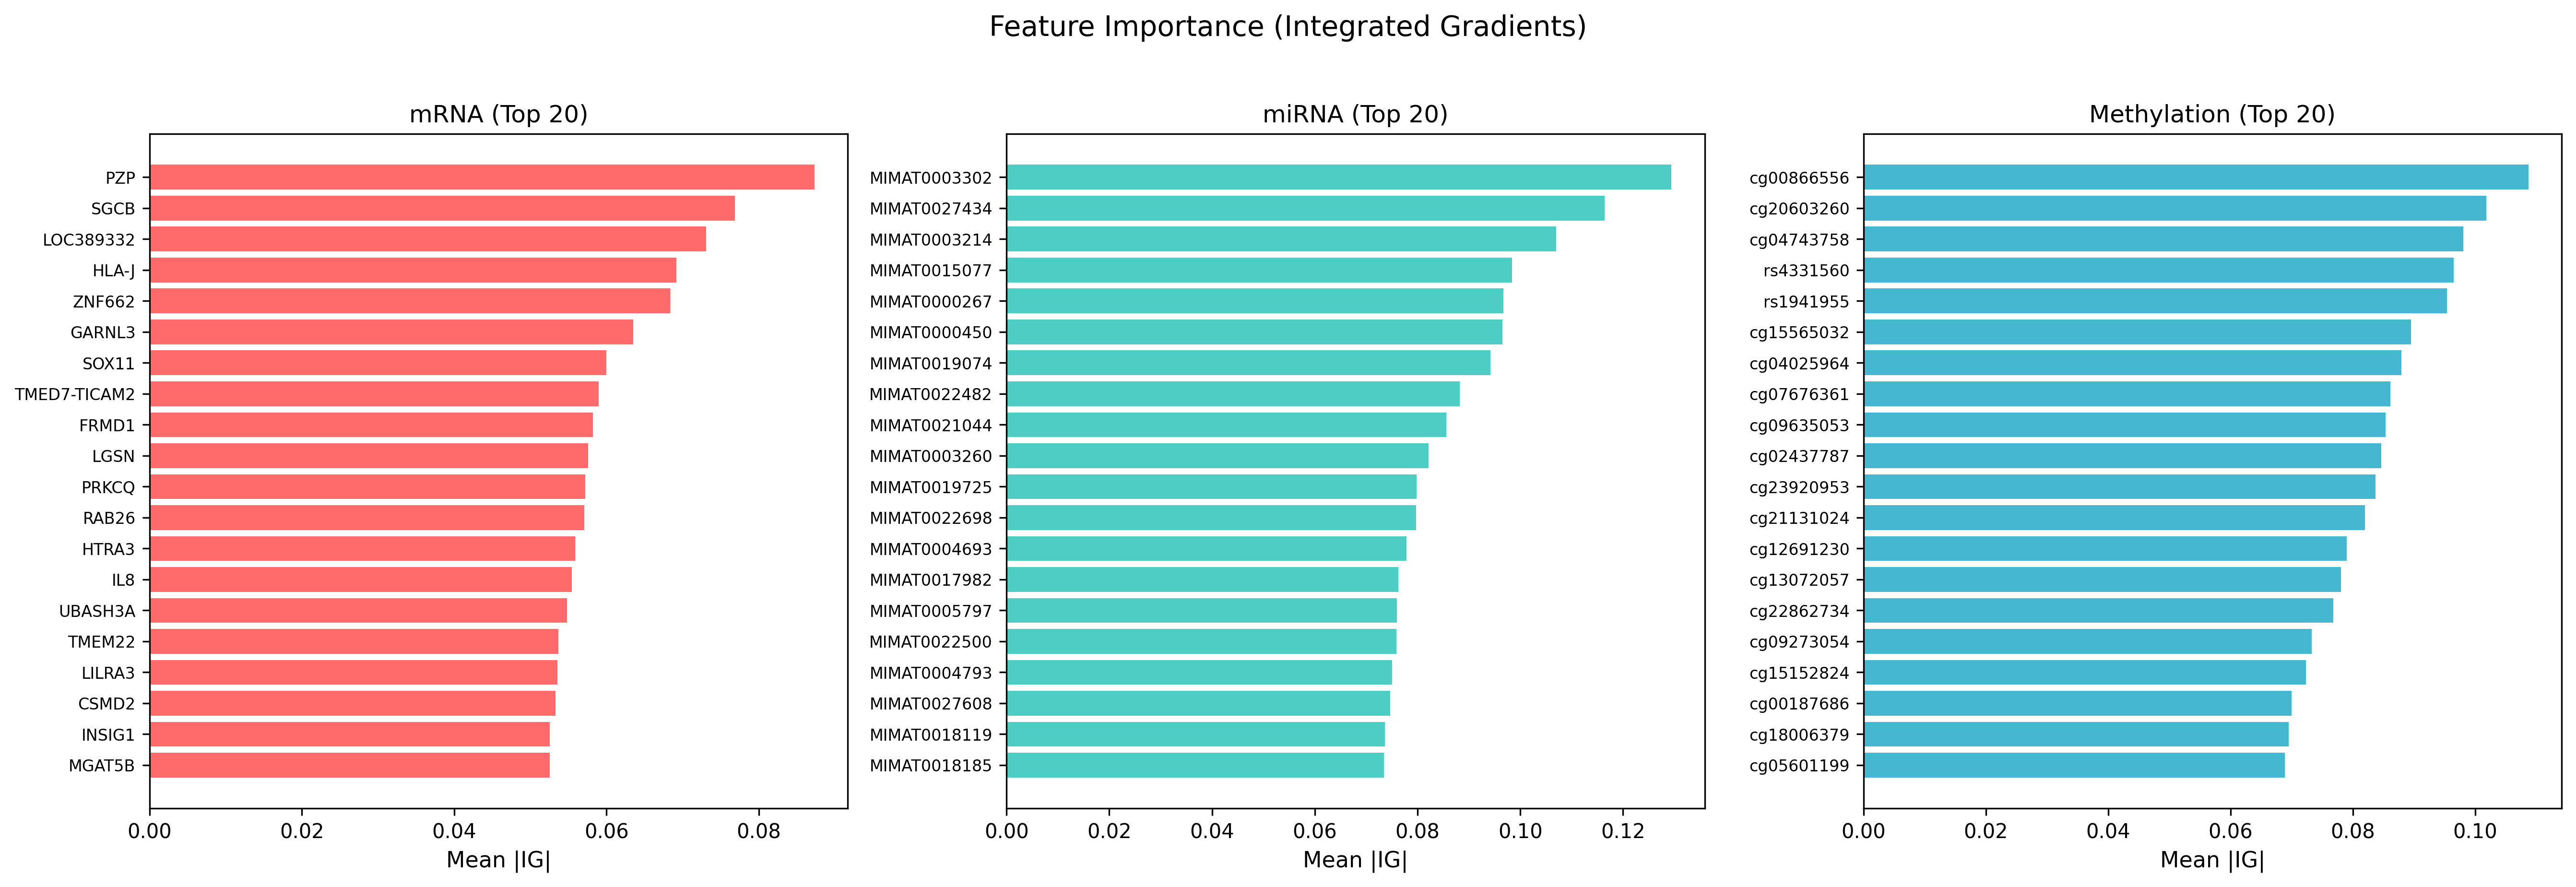 Feature Importance (Integrated Gradients)
mRNA (Top 20)
PZP
SGCB
LOC389332
HLA-J
ZNF662
GARNL3
SOX11
TMED7-TICAM2
FRMD1
LGSN
PRKCQ
RAB26
HTRA3
IL8
UBASH3A
TMEM22
LILRA3
CSMD2
INSIG1
MGAT5B
0.00 0.02 0.04 0.06 0.08
Mean |IG|
miRNA (Top 20)
MIMAT0003302
MIMAT0027434
MIMAT0003214
MIMAT0015077
MIMAT0000267
MIMAT0000450
MIMAT0019074
MIMAT0022482
MIMAT0021044
MIMAT0003260
MIMAT0019725
MIMAT0022698
MIMAT0004693
MIMAT0017982
MIMAT0005797
MIMAT0022500
MIMAT0004793
MIMAT0027608
MIMAT0018119
MIMAT0018185
0.00 0.02 0.04 0.06 0.08 0.10 0.12
Mean |IG|
Methylation (Top 20)
cg00866556
cg20603260
cg04743758
rs4331560
rs1941955
cg15565032
cg04025964
cg07676361
cg09635053
cg02437787
cg23920953
cg21131024
cg12691230
cg13072057
cg22862734
cg09273054
cg15152824
cg00187686
cg18006379
cg05601199
0.00 0.02 0.04 0.06 0.08 0.10
Mean |IG|